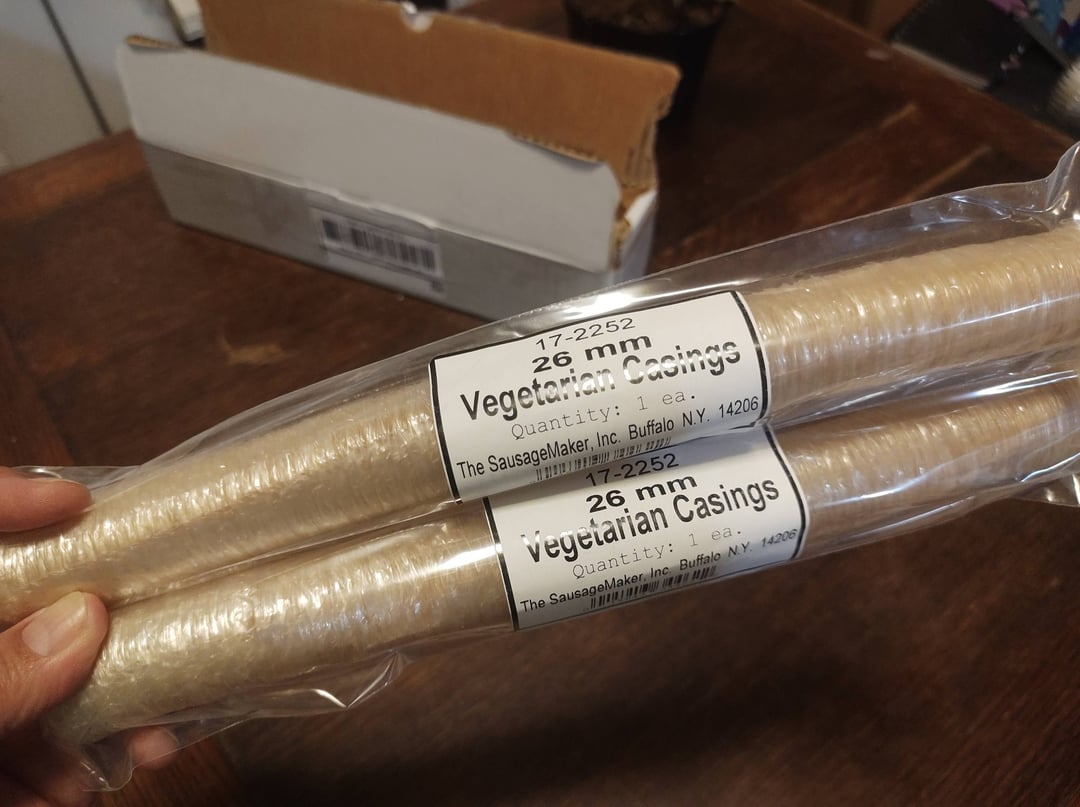 17-2252
26 mm
Vegetarian Casings
Quantity: 1 ea.
The SausageMaker, Inc. Buffalo N.Y. 14206
17-2252
26 mm
Vegetarian Casings
Quantity: 1 ea.
The SausageMaker, Inc. Buffalo N.Y. 14206